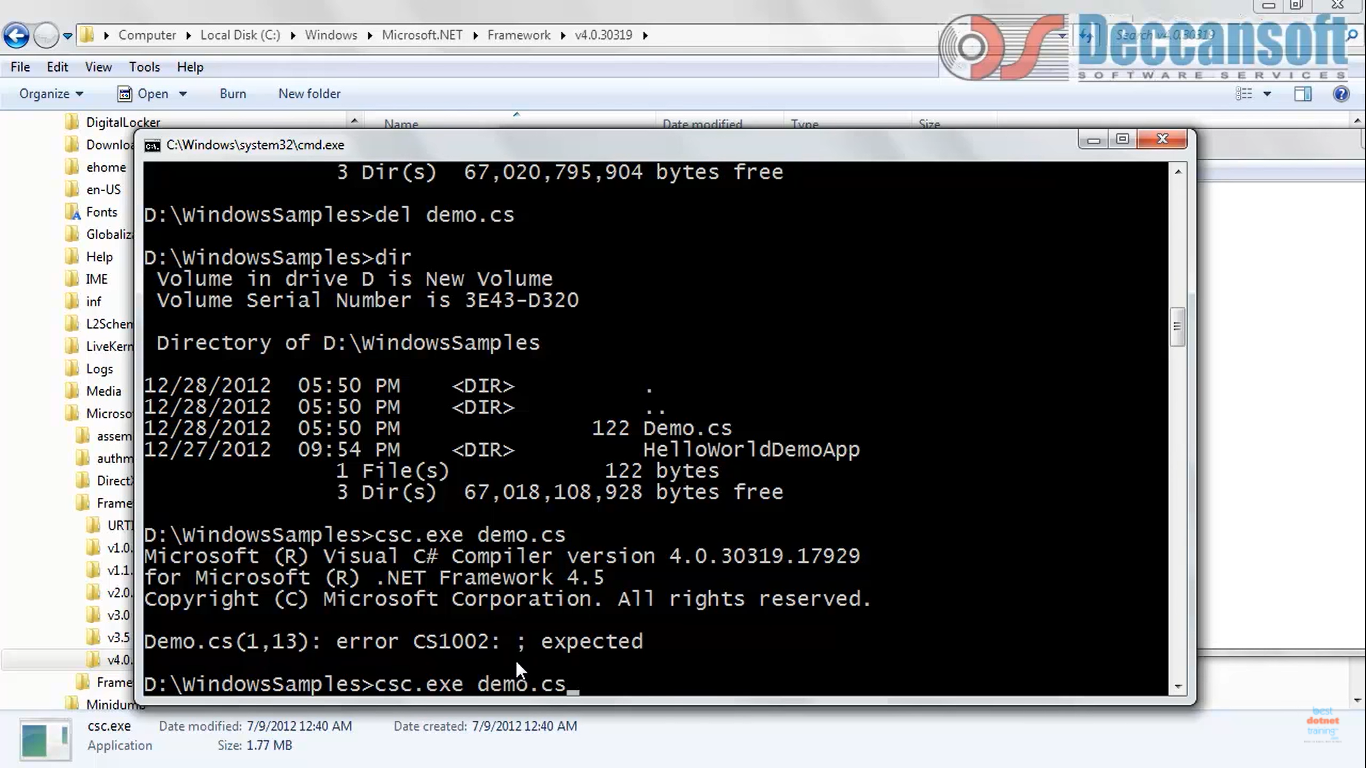 Computer Local Disk (C:) Windows Microsoft.NET Framework v4.0.30319
Search v4.0.30319
Deccansoft
SOFTWARE SERVICES
File Edit View Tools Help
Organize Open Burn New folder
Name Date modified Type Size
DigitalLocker
Downlo
ehome
en-US
Fonts
Globaliza
Help
IME
inf
L2Schem
LiveKern
Logs
Media
Microso
assem
authm
DirectX
Frame
URTI
v1.0.
v1.1.
v2.0.
v3.0
v3.5
v4.0.
Frame
Minidump
C:\Windows\system32\cmd.exe
3 Dir(s) 67,020,795,904 bytes free
D:\WindowsSamples>del demo.cs
D:\WindowsSamples>dir
Volume in drive D is New Volume
Volume Serial Number is 3E43-D320
Directory of D:\WindowsSamples
12/28/2012 05:50 PM <DIR> .
12/28/2012 05:50 PM <DIR> ..
12/28/2012 05:50 PM 122 Demo.cs
12/27/2012 09:54 PM <DIR> HelloWorldDemoApp
1 File(s) 122 bytes
3 Dir(s) 67,018,108,928 bytes free
D:\WindowsSamples>csc.exe demo.cs
Microsoft (R) Visual C# Compiler version 4.0.30319.17929
for Microsoft (R) .NET Framework 4.5
Copyright (C) Microsoft Corporation. All rights reserved.
Demo.cs(1,13): error CS1002: ; expected
D:\WindowsSamples>csc.exe demo.cs_
csc.exe Date modified: 7/9/2012 12:40 AM Date created: 7/9/2012 12:40 AM
Application Size: 1.77 MB
best
dotnet
training